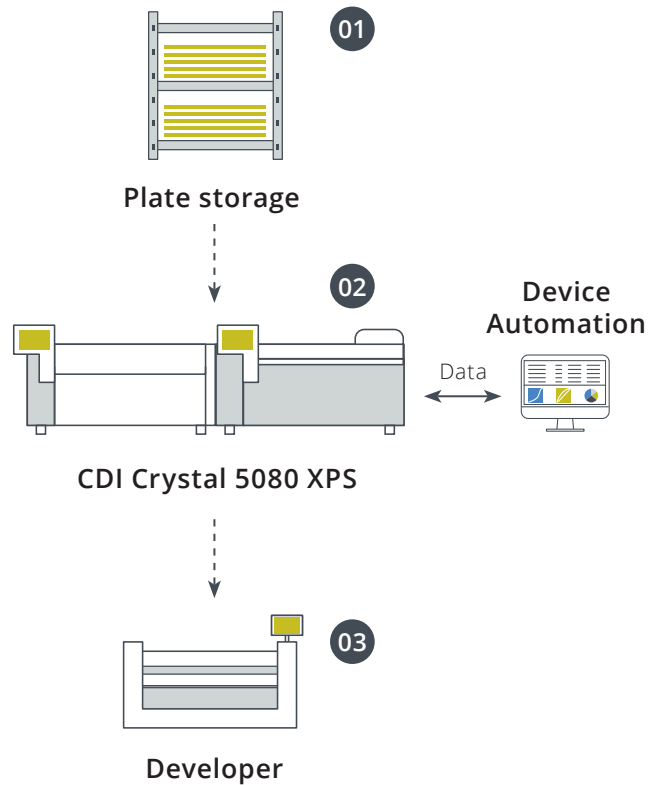 01
Plate storage
02
Device
Automation
Data
CDI Crystal 5080 XPS
03
Developer